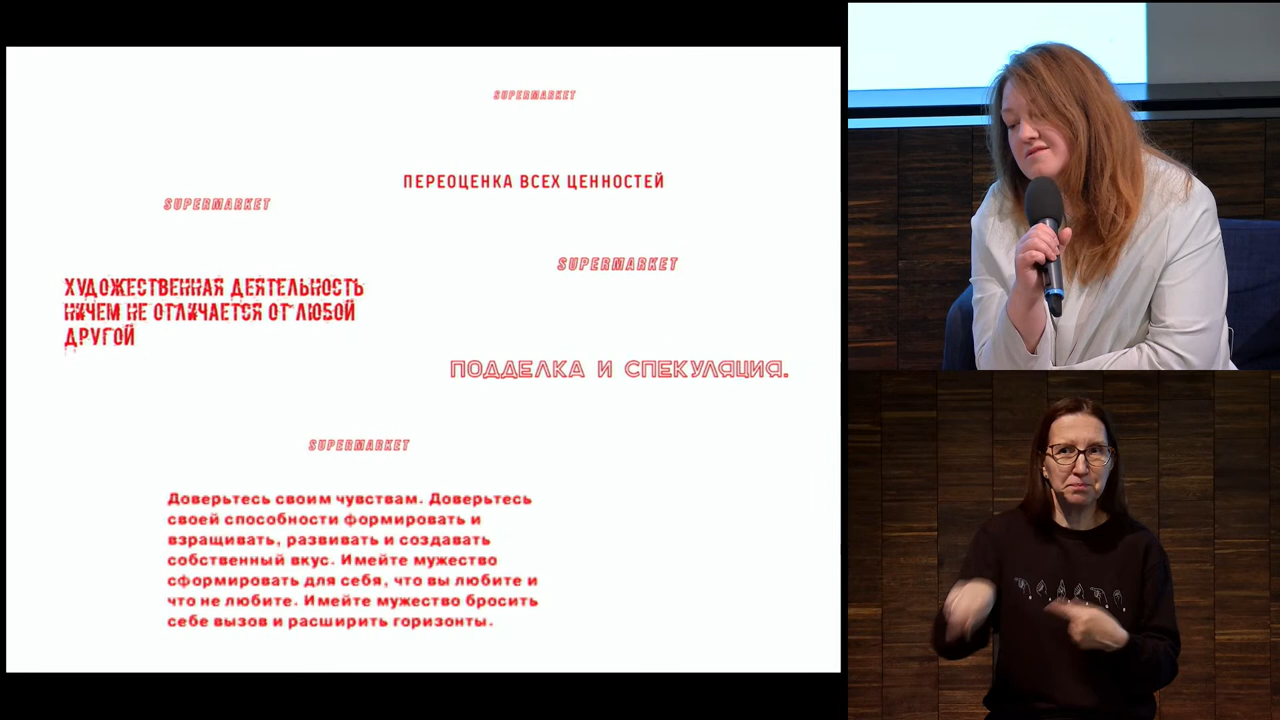 SUPERMARKET
ПЕРЕОЦЕНКА ВСЕХ ЦЕННОСТЕЙ
SUPERMARKET
SUPERMARKET
ХУДОЖЕСТВЕННАЯ ДЕЯТЕЛЬНОСТЬ
НИЧЕМ НЕ ОТЛИЧАЕТСЯ ОТ ЛЮБОЙ
ДРУГОЙ
ПОДДЕЛКА И СПЕКУЛЯЦИЯ.
SUPERMARKET
Доверьтесь своим чувствам. Доверьтесь
своей способности формировать и
взращивать, развивать и создавать
собственный вкус. Имейте мужество
сформировать для себя, что вы любите и
что не любите. Имейте мужество бросить
себе вызов и расширить горизонты.